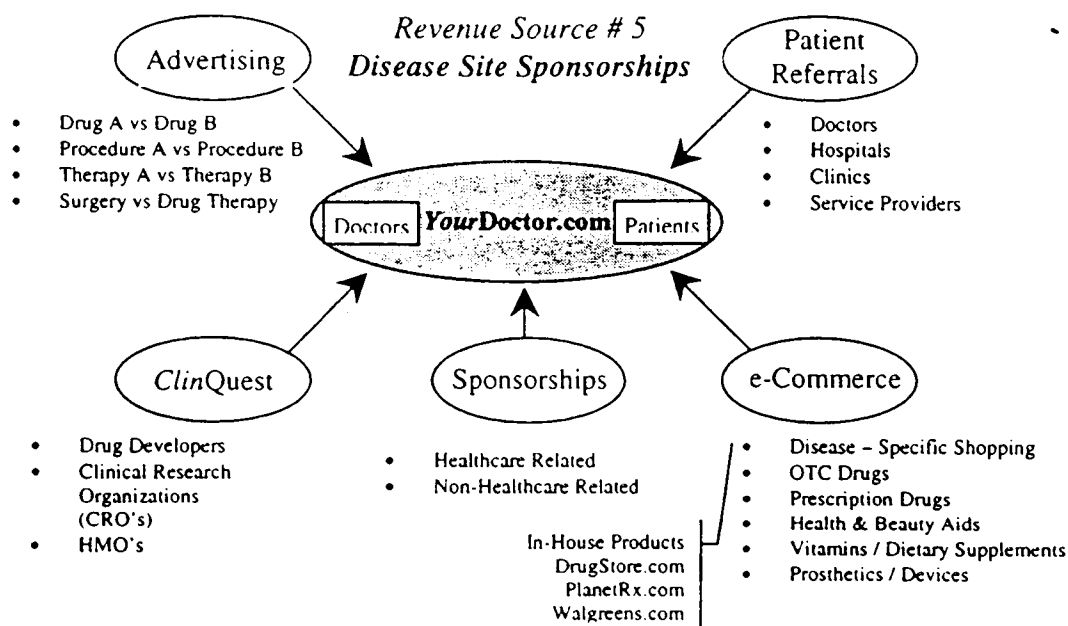 Revenue Source # 5
Disease Site Sponsorships
Advertising
• Drug A vs Drug B
• Procedure A vs Procedure B
• Therapy A vs Therapy B
• Surgery vs Drug Therapy
Patient
Referrals
• Doctors
• Hospitals
• Clinics
• Service Providers
Doctors
YourDoctor.com
Patients
ClinQuest
• Drug Developers
• Clinical Research
Organizations
(CRO's)
• HMO's
Sponsorships
• Healthcare Related
• Non-Healthcare Related
e-Commerce
• Disease – Specific Shopping
• OTC Drugs
• Prescription Drugs
• Health & Beauty Aids
• Vitamins / Dietary Supplements
• Prosthetics / Devices
In-House Products
DrugStore.com
PlanetRx.com
Walgreens.com